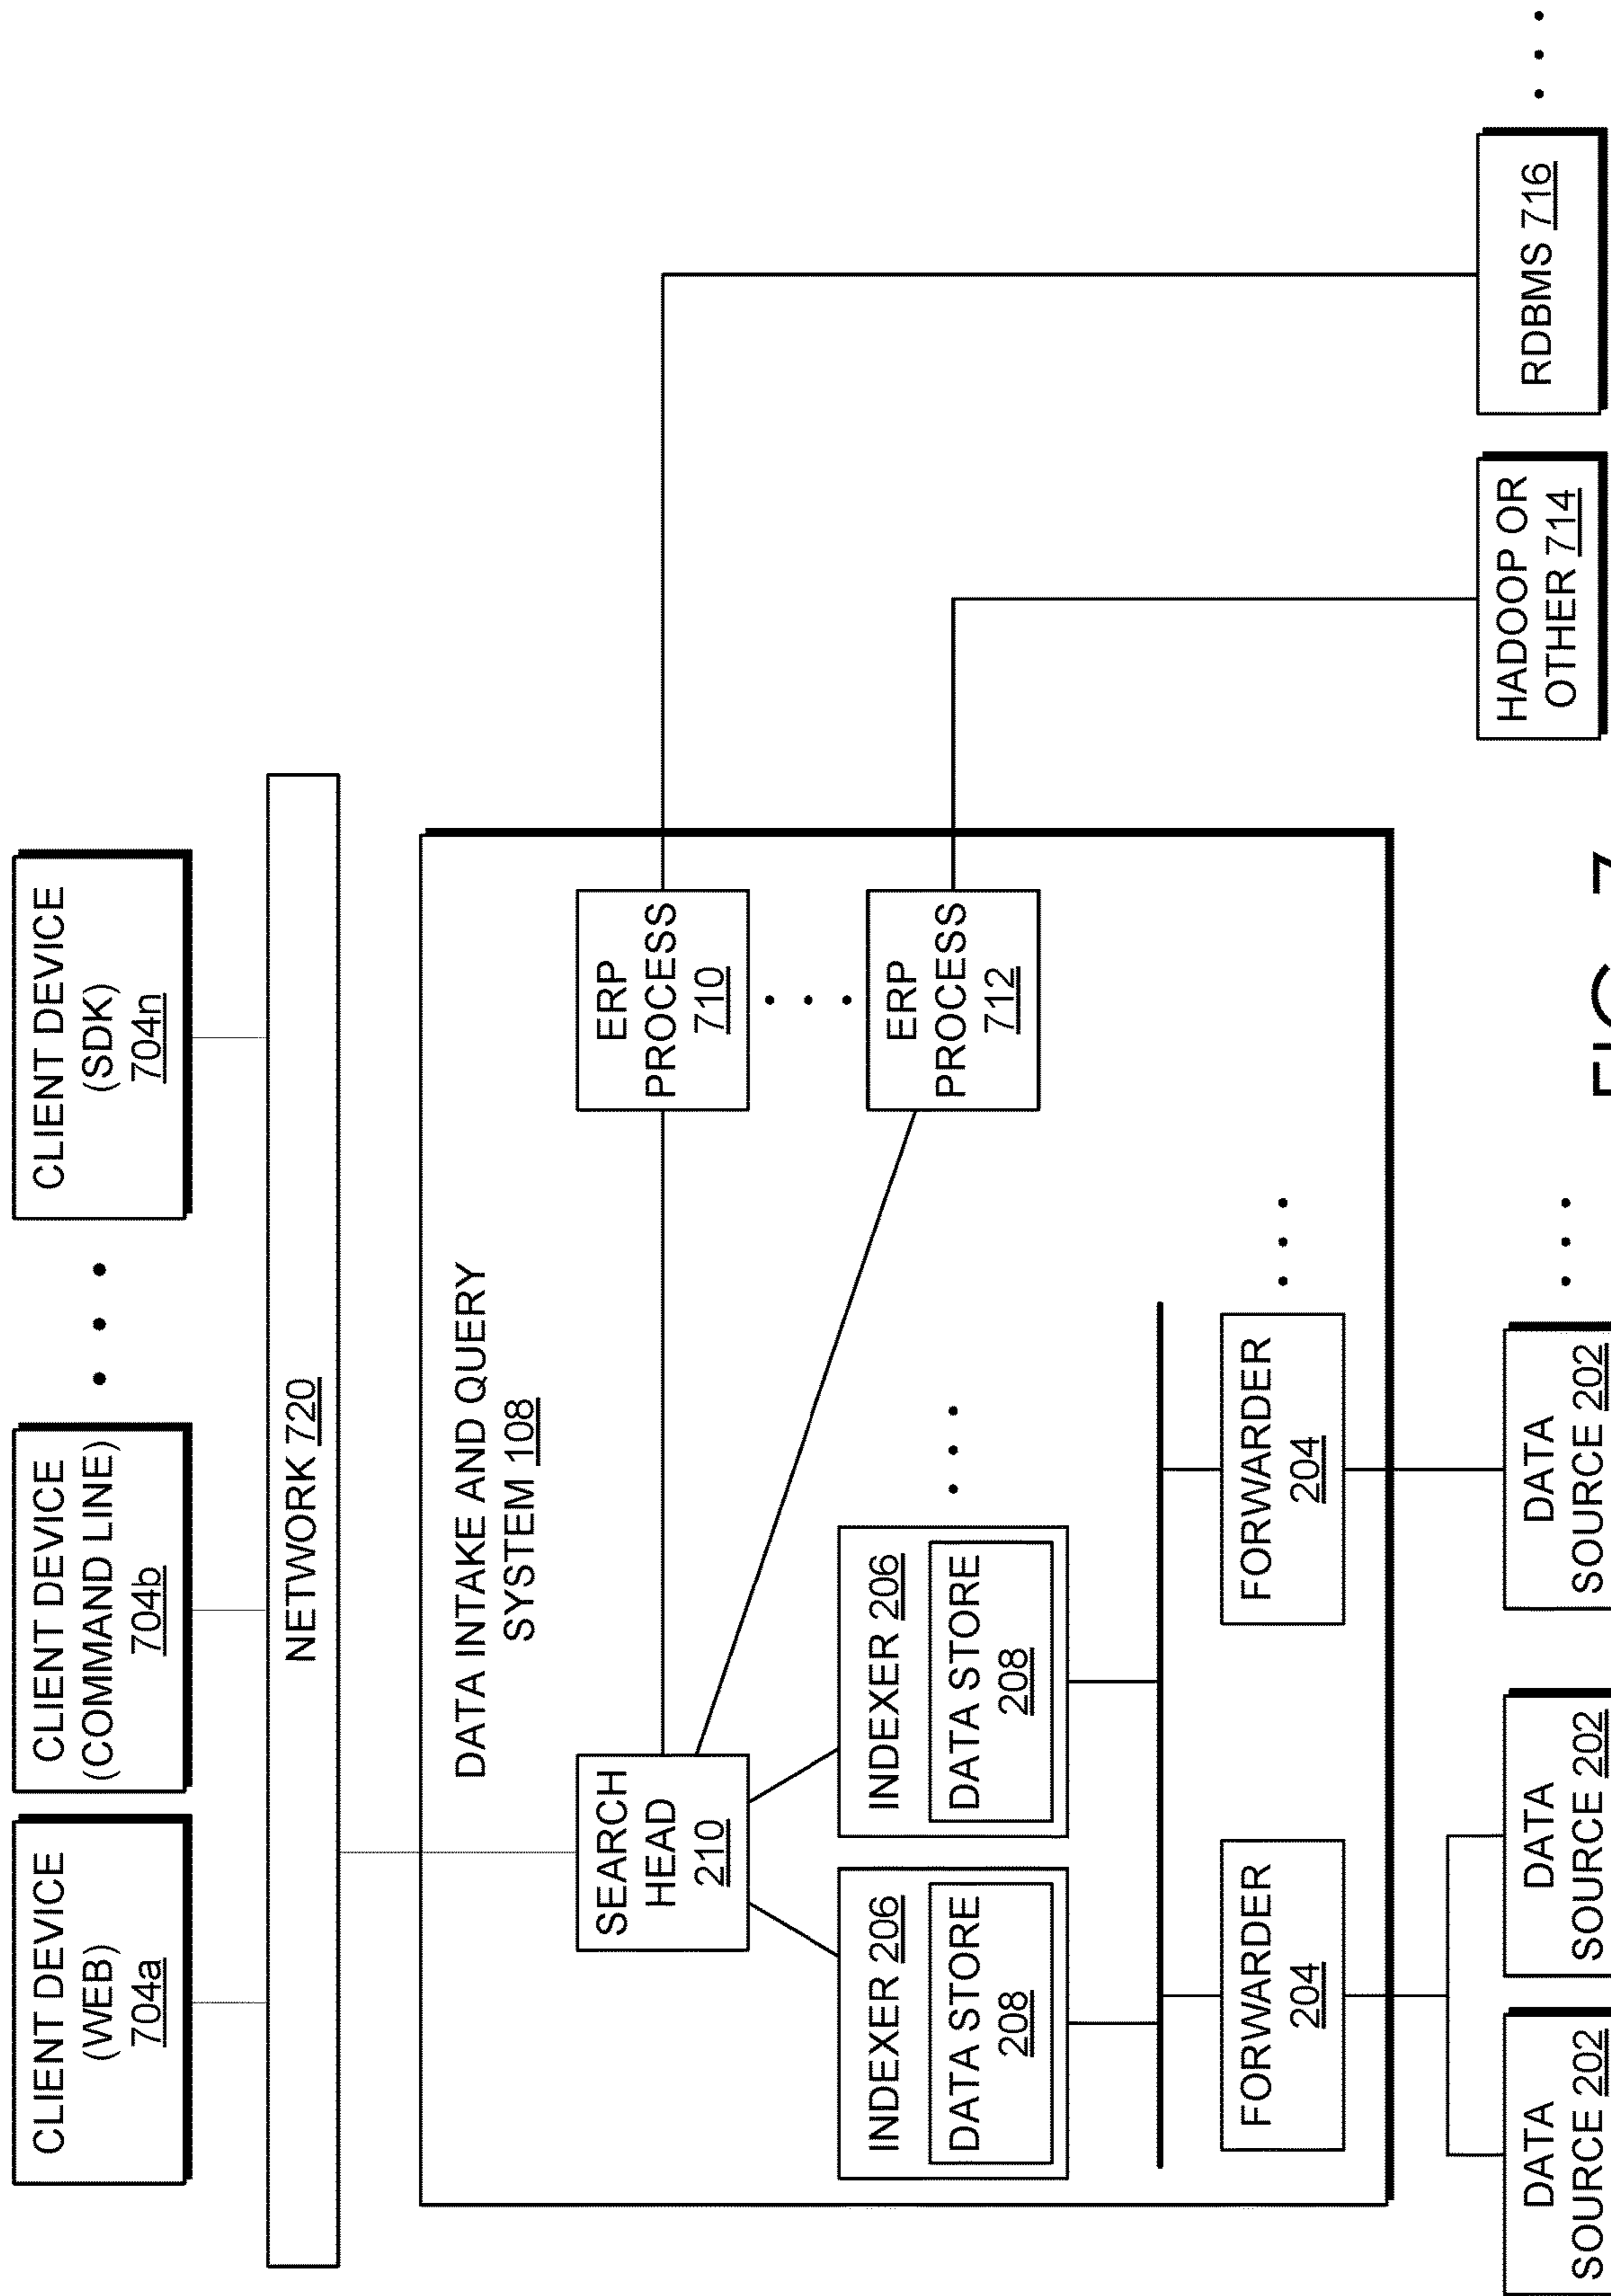 CLIENT DEVICE
(WEB)
704a
CLIENT DEVICE
(COMMAND LINE)
704b
CLIENT DEVICE
(SDK)
704n
NETWORK 720
DATA INTAKE AND QUERY
SYSTEM 108
SEARCH
HEAD
210
ERP
PROCESS
710
ERP
PROCESS
712
INDEXER 206
DATA STORE
208
INDEXER 206
DATA STORE
208
FORWARDER
204
FORWARDER
204
DATA
SOURCE 202
DATA
SOURCE 202
DATA
SOURCE 202
HADOOP OR
OTHER 714
RDBMS 716